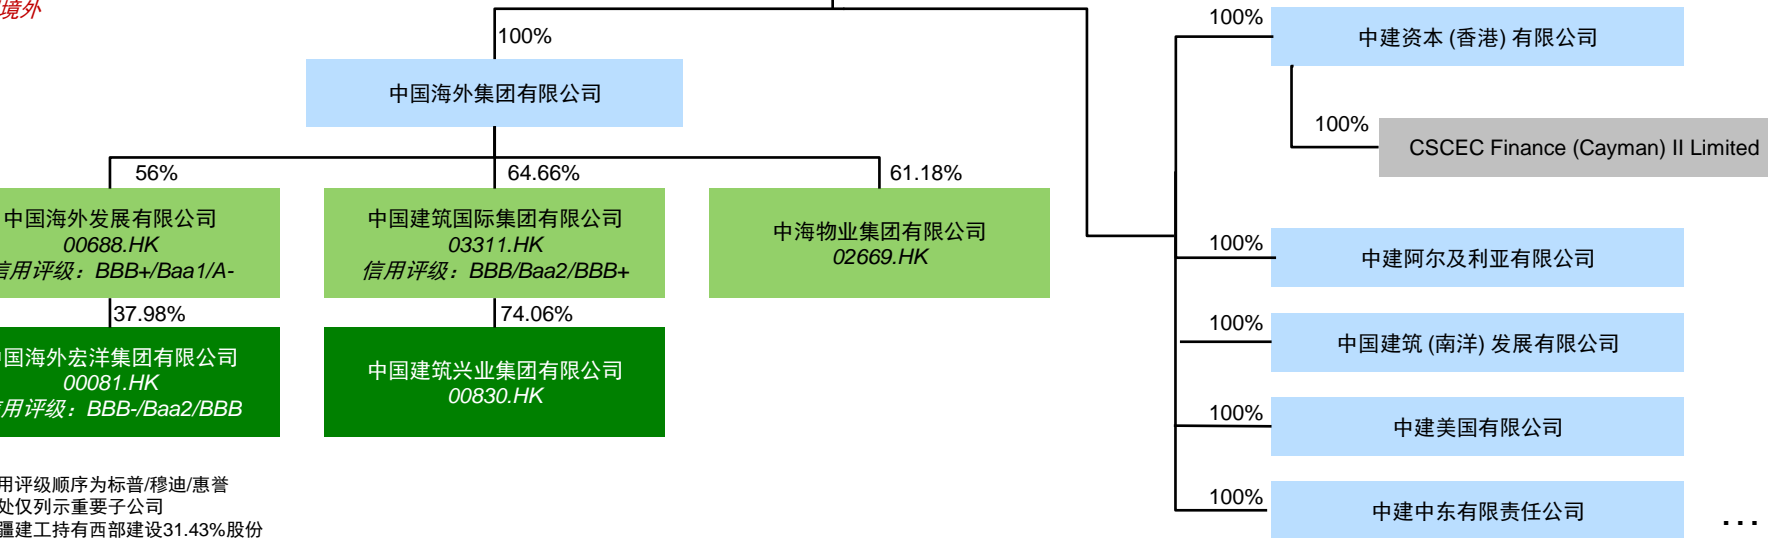 境外
100%
中国海外集团有限公司
56%
64.66%
61.18%
中国海外发展有限公司
00688.HK
信用评级：BBB+/Baa1/A-
中国建筑国际集团有限公司
03311.HK
信用评级：BBB/Baa2/BBB+
中海物业集团有限公司
02669.HK
37.98%
74.06%
中国海外宏洋集团有限公司
00081.HK
信用评级：BBB-/Baa2/BBB
中国建筑兴业集团有限公司
00830.HK
100%
中建资本 (香港) 有限公司
100%
CSCEC Finance (Cayman) II Limited
100%
中建阿尔及利亚有限公司
100%
中国建筑 (南洋) 发展有限公司
100%
中建美国有限公司
100%
中建中东有限责任公司
...
用评级顺序为标普/穆迪/惠誉
处仅列示重要子公司
疆建工持有西部建设31.43%股份